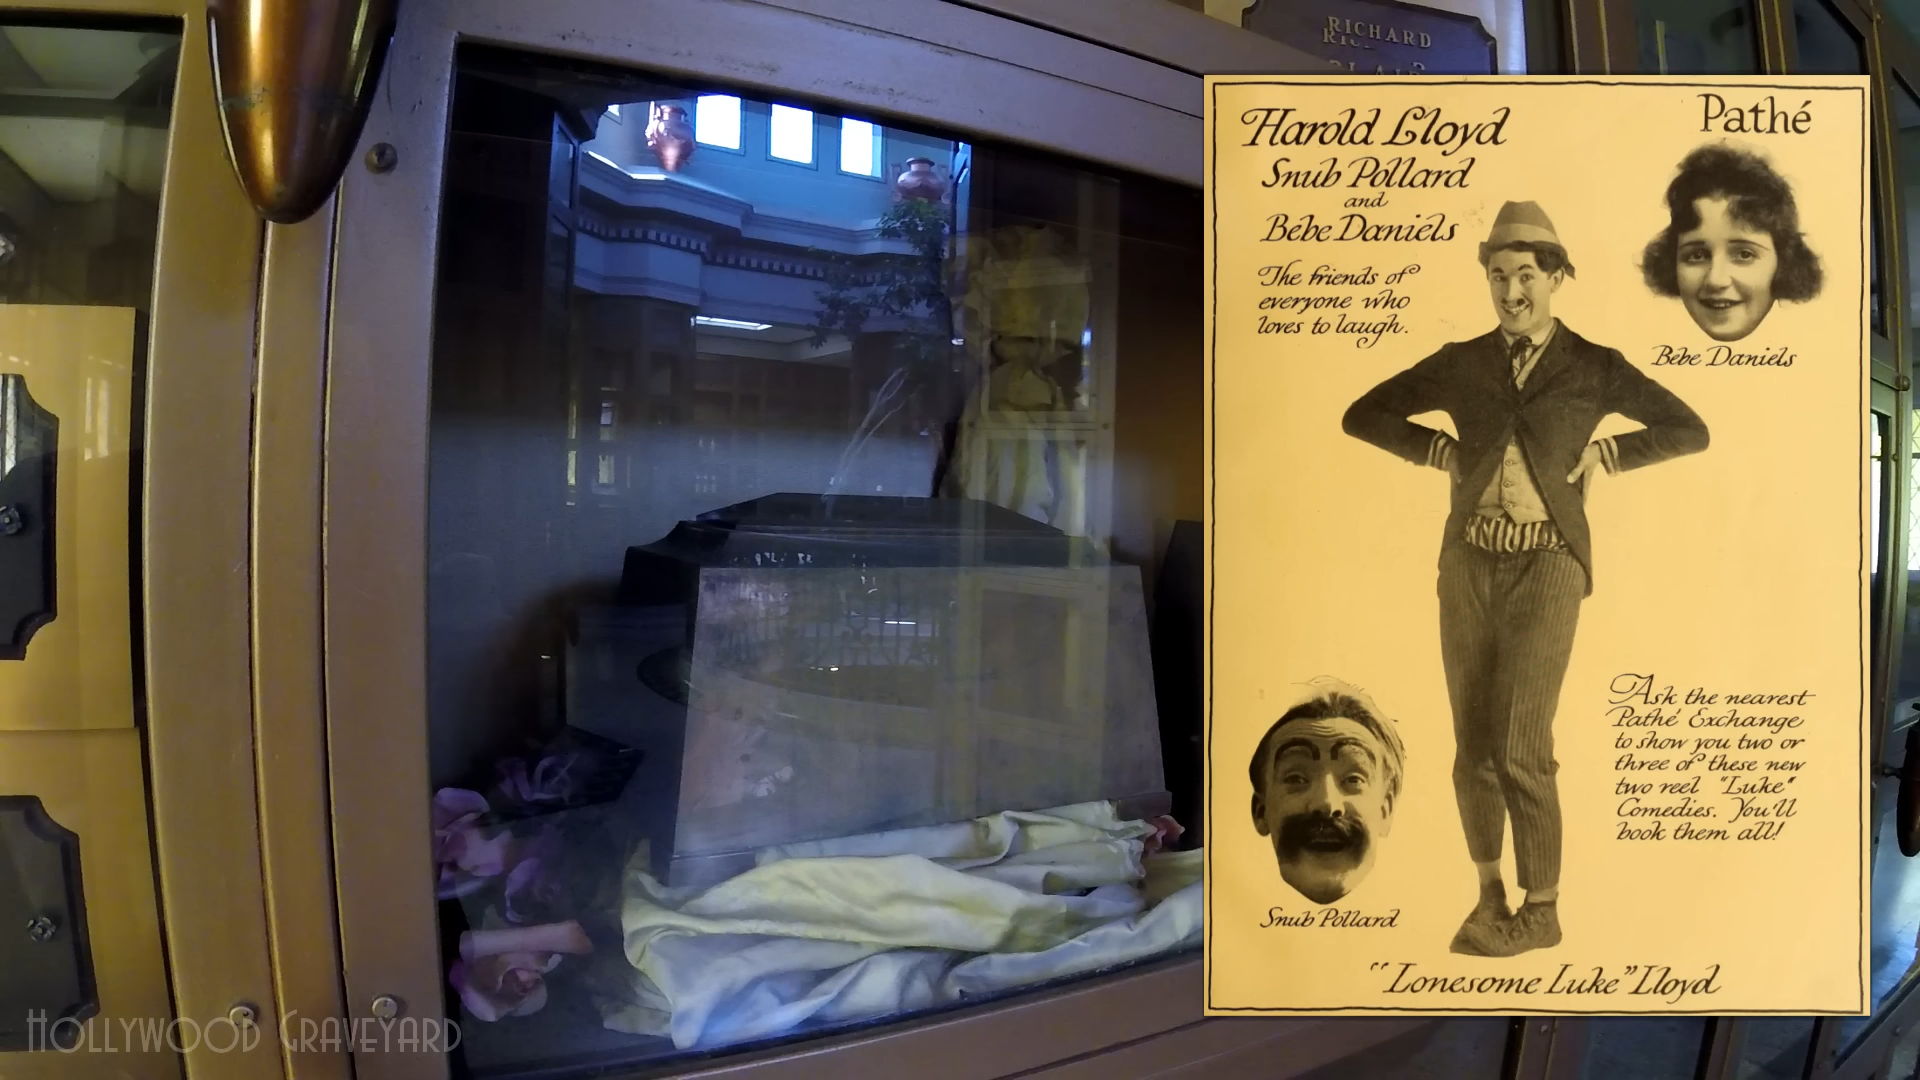 RICHARD
Harold Lloyd
Snub Pollard
and
Bebe Daniels
The friends of
everyone who
loves to laugh.
Pathé
Bebe Daniels
Ask the nearest
Pathé Exchange
to show you two or
three of these new
two reel "Luke"
Comedies. You'll
book them all!
Snub Pollard
"Lonesome Luke" Lloyd
HOLLYWOOD GRAVEYARD